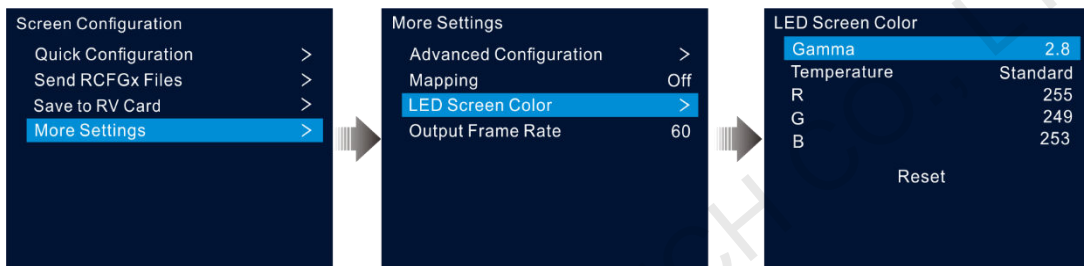 Screen Configuration
Quick Configuration >
Send RCFGx Files >
Save to RV Card >
More Settings >
More Settings
Advanced Configuration >
Mapping Off
LED Screen Color >
Output Frame Rate 60
LED Screen Color
Gamma 2.8
Temperature Standard
R 255
G 249
B 253
Reset